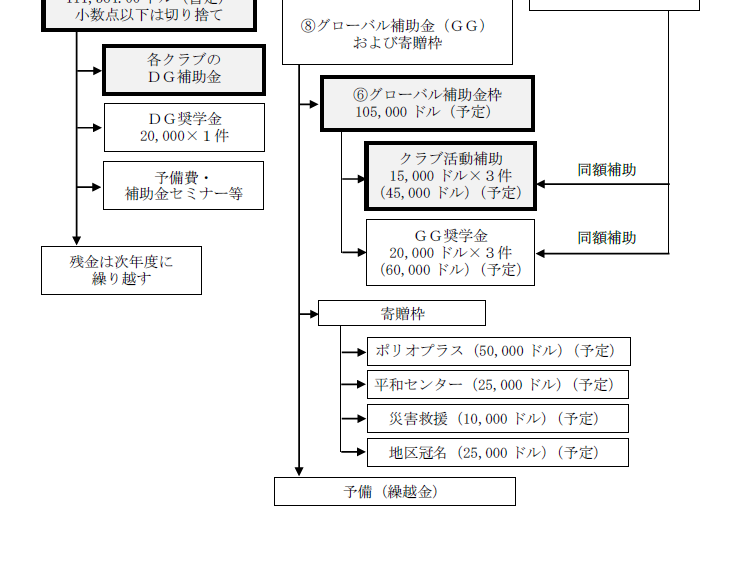 小数点以下は切り捨て
⑧グローバル補助金（ＧＧ）
および寄贈枠
各クラブの
ＤＧ補助金
⑥グローバル補助金枠
105,000 ドル（予定）
ＤＧ奨学金
20,000×１件
クラブ活動補助
15,000 ドル×３件
（45,000 ドル）（予定）
同額補助
予備費・
補助金セミナー等
ＧＧ奨学金
20,000 ドル×３件
（60,000 ドル）（予定）
同額補助
残金は次年度に
繰り越す
寄贈枠
ポリオプラス（50,000 ドル）（予定）
平和センター（25,000 ドル）（予定）
災害救援（10,000 ドル）（予定）
地区冠名（25,000 ドル）（予定）
予備（繰越金）